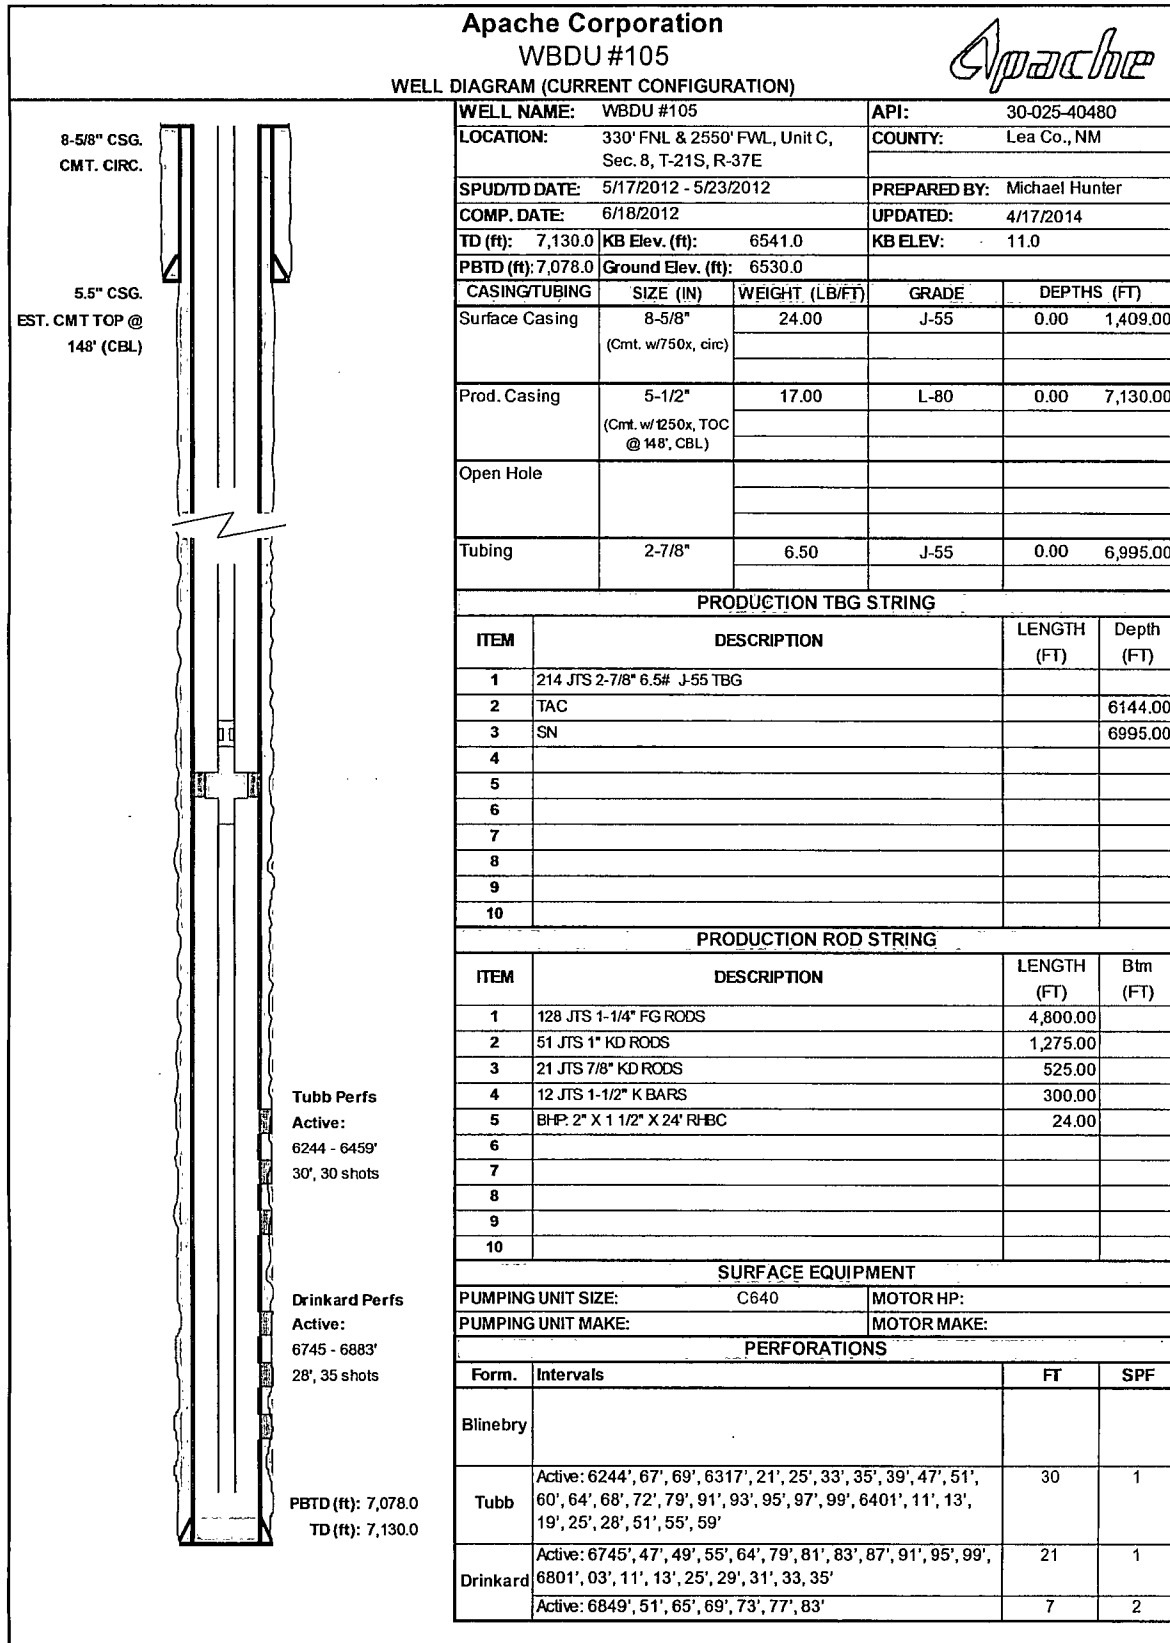 Apache Corporation
WBDU #105
WELL DIAGRAM (CURRENT CONFIGURATION)
Apache
8-5/8" CSG.
CMT. CIRC.
5.5" CSG.
EST. CMT TOP @
148' (CBL)
Tubb Perfs
Active:
6244 - 6459'
30', 30 shots
Drinkard Perfs
Active:
6745 - 6883'
28', 35 shots
PBTD (ft): 7,078.0
TD (ft): 7,130.0
WELL NAME: WBDU #105 API: 30-025-40480
LOCATION: 330' FNL & 2550' FWL, Unit C, COUNTY: Lea Co., NM
Sec. 8, T-21S, R-37E
SPUD/TD DATE: 5/17/2012 - 5/23/2012 PREPARED BY: Michael Hunter
COMP. DATE: 6/18/2012 UPDATED: 4/17/2014
TD (ft): 7,130.0 KB Elev. (ft): 6541.0 KB ELEV: 11.0
PBTD (ft): 7,078.0 Ground Elev. (ft): 6530.0
CASING/TUBING SIZE (IN) WEIGHT (LB/FT) GRADE DEPTHS (FT)
Surface Casing 8-5/8" 24.00 J-55 0.00 1,409.00
(Cmt. w/750x, circ)
Prod. Casing 5-1/2" 17.00 L-80 0.00 7,130.00
(Cmt. w/1250x, TOC
@ 148', CBL)
Open Hole
Tubing 2-7/8" 6.50 J-55 0.00 6,995.00
PRODUCTION TBG STRING
ITEM DESCRIPTION LENGTH (FT) Depth (FT)
1 214 JTS 2-7/8" 6.5# J-55 TBG
2 TAC 6144.00
3 SN 6995.00
4
5
6
7
8
9
10
PRODUCTION ROD STRING
ITEM DESCRIPTION LENGTH (FT) Btm (FT)
1 128 JTS 1-1/4" FG RODS 4,800.00
2 51 JTS 1" KD RODS 1,275.00
3 21 JTS 7/8" KD RODS 525.00
4 12 JTS 1-1/2" K BARS 300.00
5 BHP: 2" X 1 1/2" X 24' RHBC 24.00
6
7
8
9
10
SURFACE EQUIPMENT
PUMPING UNIT SIZE: C640 MOTOR HP:
PUMPING UNIT MAKE: MOTOR MAKE:
PERFORATIONS
Form. Intervals FT SPF
Blinebry
Active: 6244', 67', 69', 6317', 21', 25', 33', 35', 39', 47', 51', 30 1
Tubb 60', 64', 68', 72', 79', 91', 93', 95', 97', 99', 6401', 11', 13',
19', 25', 28', 51', 55', 59'
Active: 6745', 47', 49', 55', 64', 79', 81', 83', 87', 91', 95', 99', 21 1
Drinkard 6801', 03', 11', 13', 25', 29', 31', 33, 35'
Active: 6849', 51', 65', 69', 73', 77', 83' 7 2